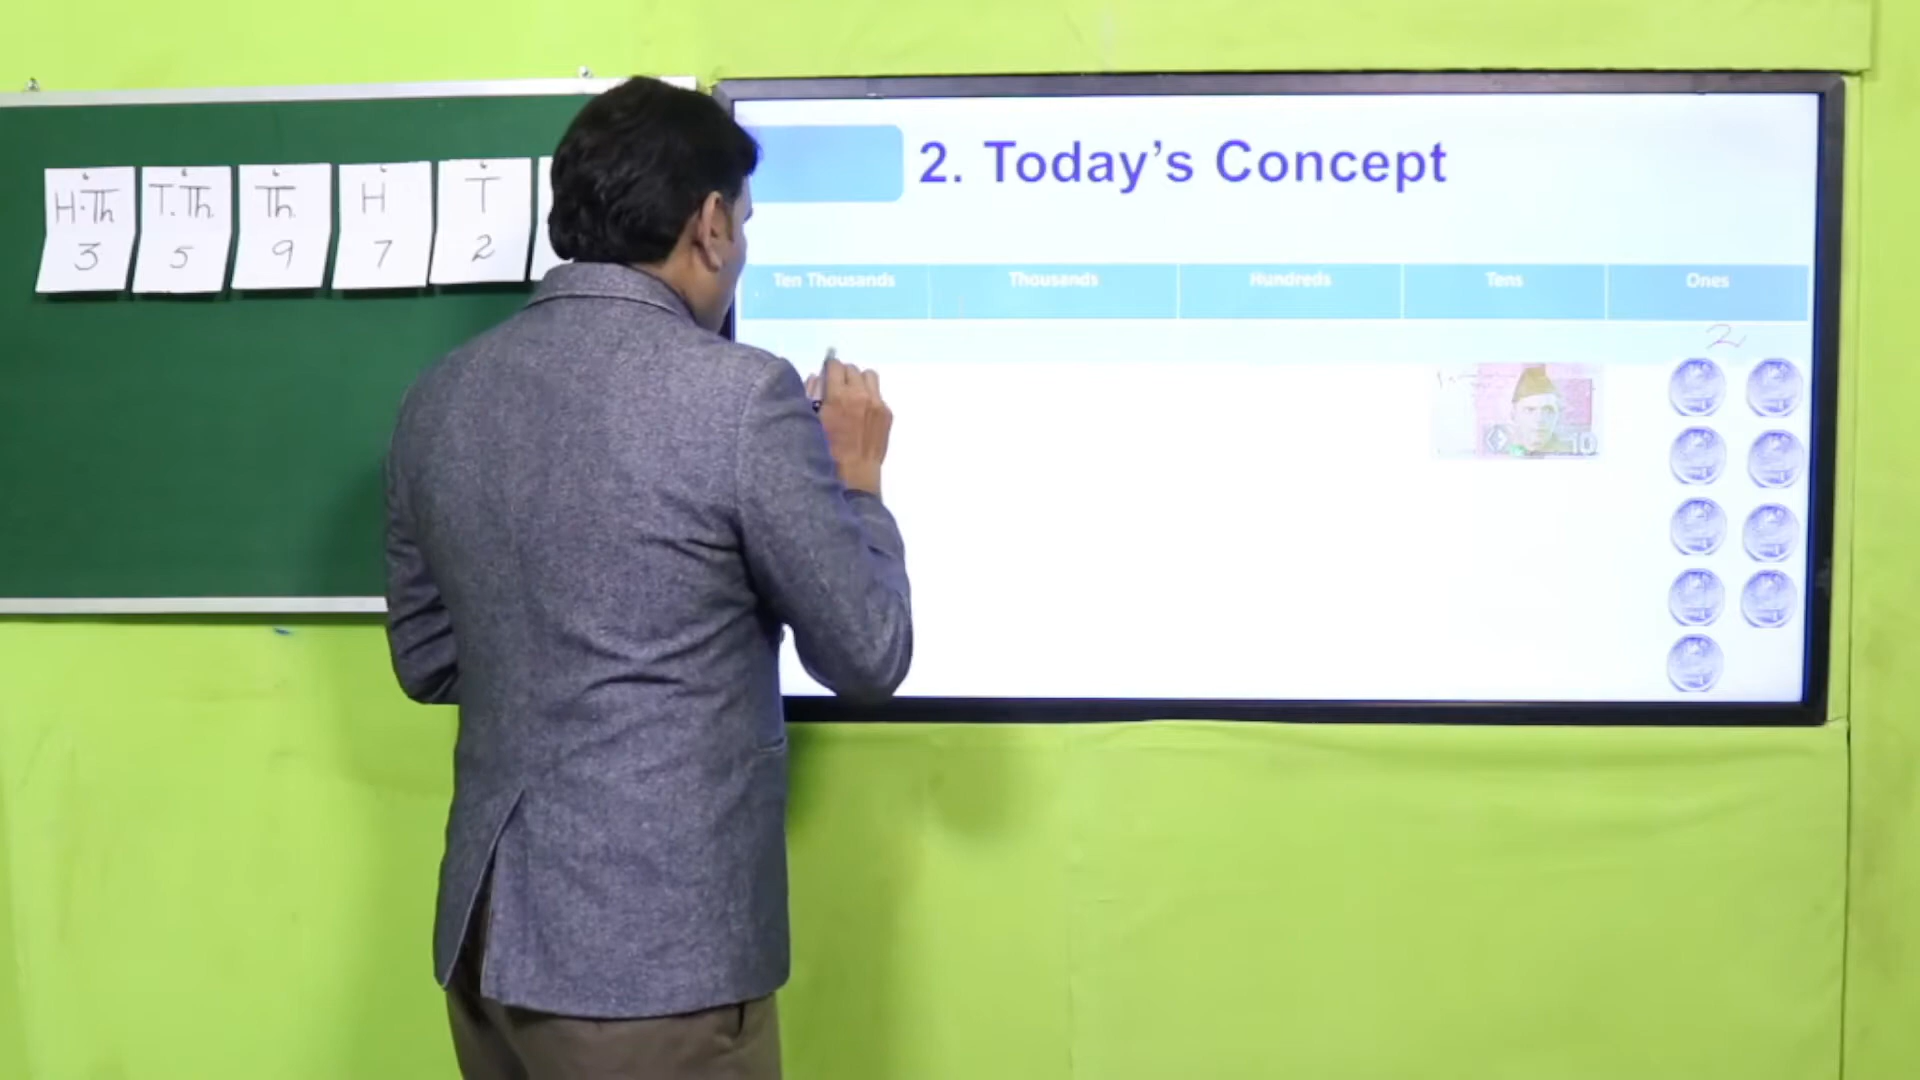 H.Th T.Th Th H T
3 5 9 7 2
2. Today's Concept
Ten Thousands Thousands Hundreds Tens Ones
2
10